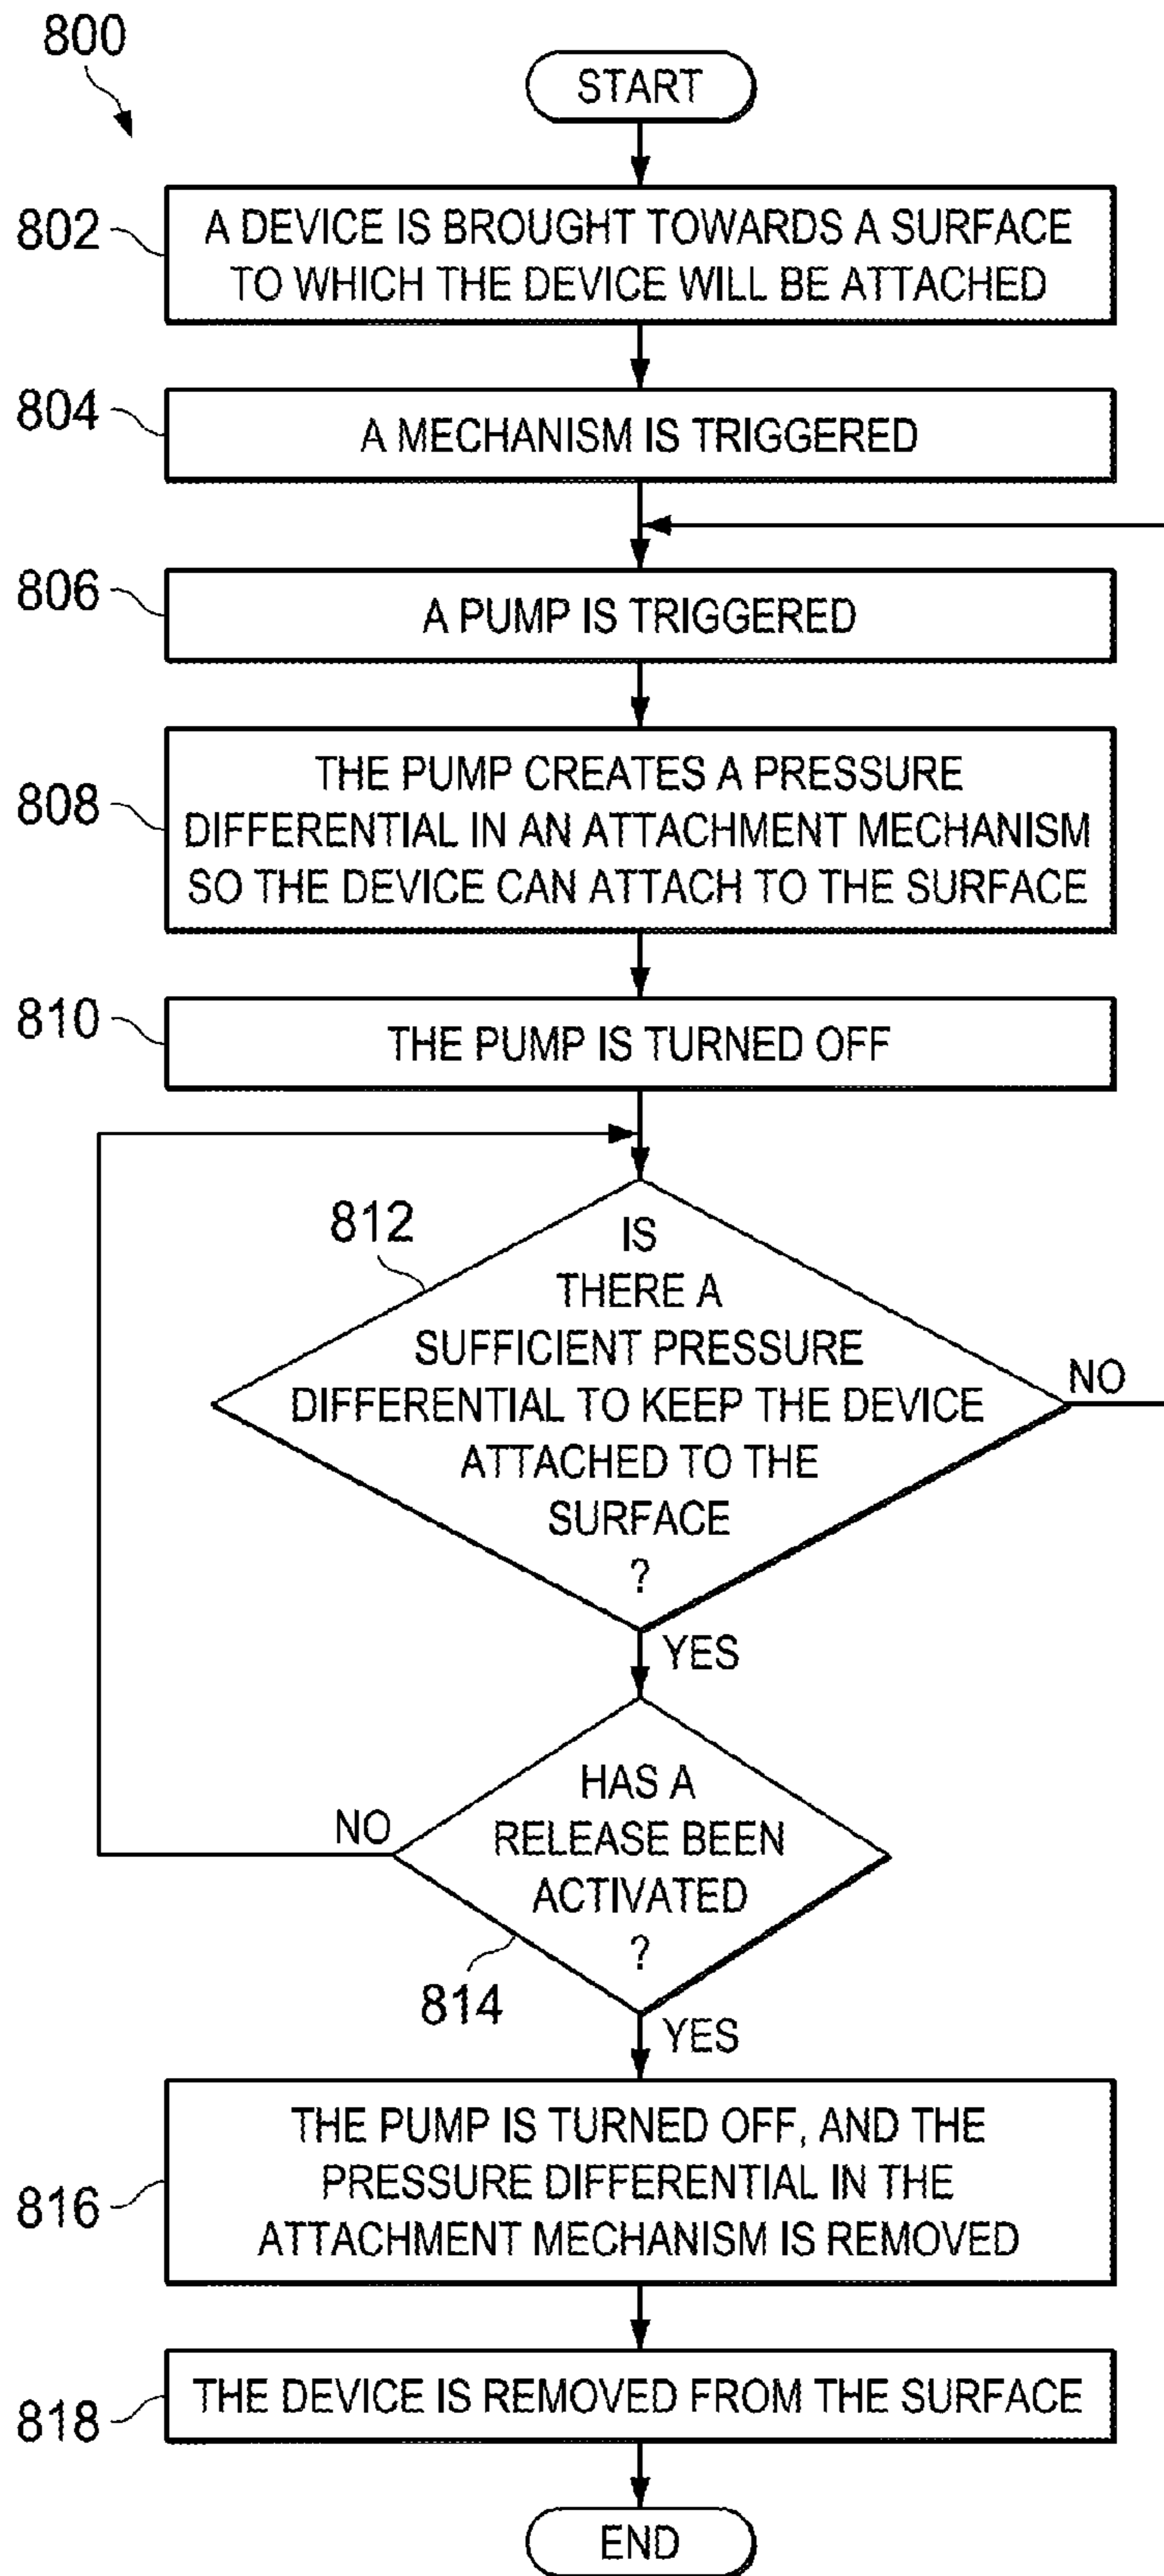 800
START
802
A DEVICE IS BROUGHT TOWARDS A SURFACE
TO WHICH THE DEVICE WILL BE ATTACHED
804
A MECHANISM IS TRIGGERED
806
A PUMP IS TRIGGERED
808
THE PUMP CREATES A PRESSURE
DIFFERENTIAL IN AN ATTACHMENT MECHANISM
SO THE DEVICE CAN ATTACH TO THE SURFACE
810
THE PUMP IS TURNED OFF
812
IS
THERE A
SUFFICIENT PRESSURE
DIFFERENTIAL TO KEEP THE DEVICE
ATTACHED TO THE
SURFACE
?
NO
YES
HAS A
RELEASE BEEN
ACTIVATED
?
NO
814
YES
816
THE PUMP IS TURNED OFF, AND THE
PRESSURE DIFFERENTIAL IN THE
ATTACHMENT MECHANISM IS REMOVED
818
THE DEVICE IS REMOVED FROM THE SURFACE
END